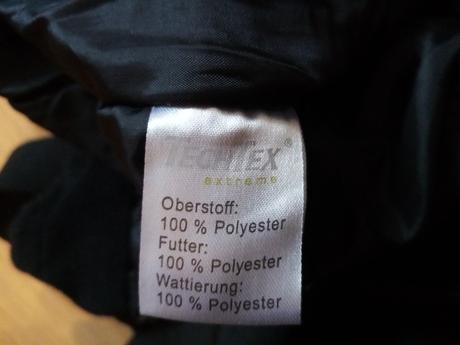 TECHTEX®
extreme
Oberstoff:
100 % Polyester
Futter:
100 % Polyester
Wattierung:
100 % Polyester